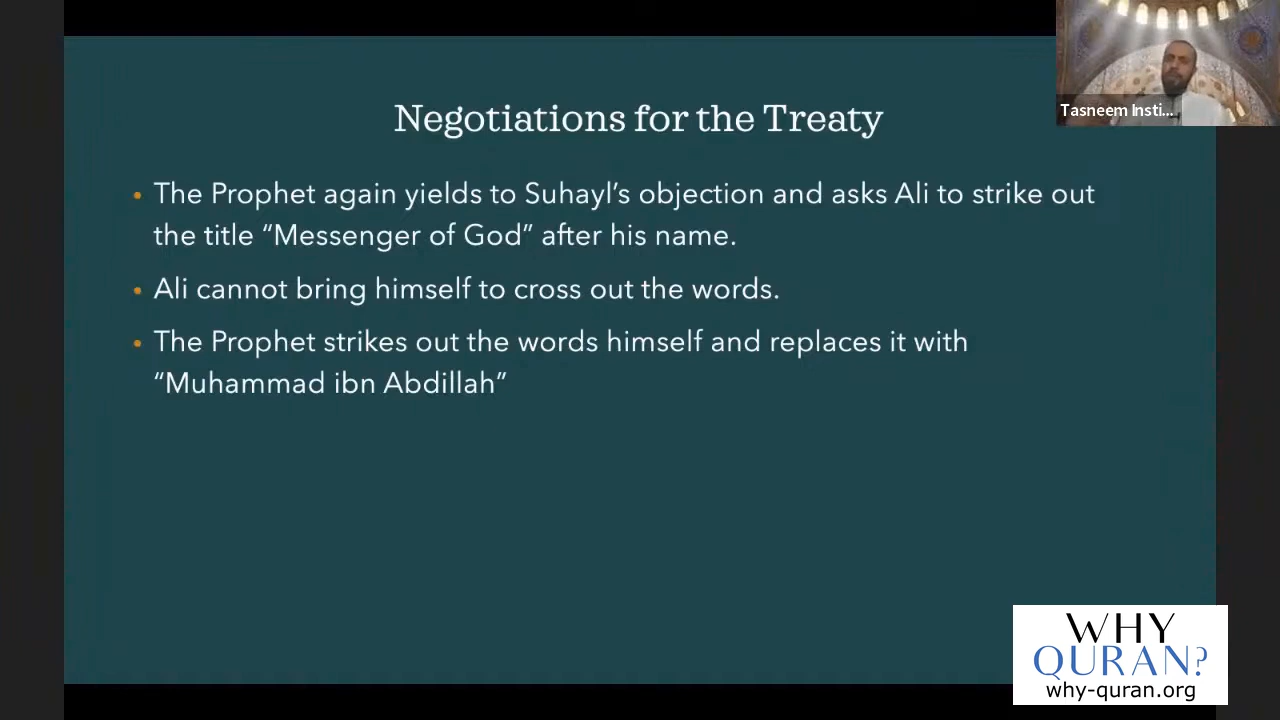 Tasneem Insti...
Negotiations for the Treaty
• The Prophet again yields to Suhayl’s objection and asks Ali to strike out
the title “Messenger of God” after his name.
• Ali cannot bring himself to cross out the words.
• The Prophet strikes out the words himself and replaces it with
“Muhammad ibn Abdillah”
WHY
QURAN?
why-quran.org